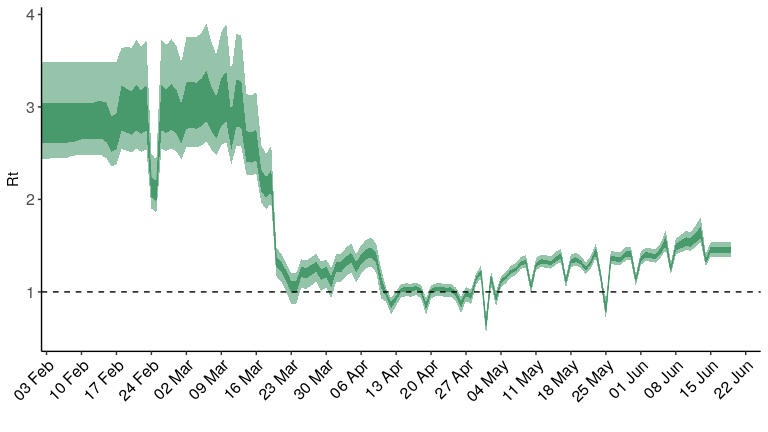 4
3
2
1
Rt
03 Feb
10 Feb
17 Feb
24 Feb
02 Mar
09 Mar
16 Mar
23 Mar
30 Mar
06 Apr
13 Apr
20 Apr
27 Apr
04 May
11 May
18 May
25 May
01 Jun
08 Jun
15 Jun
22 Jun